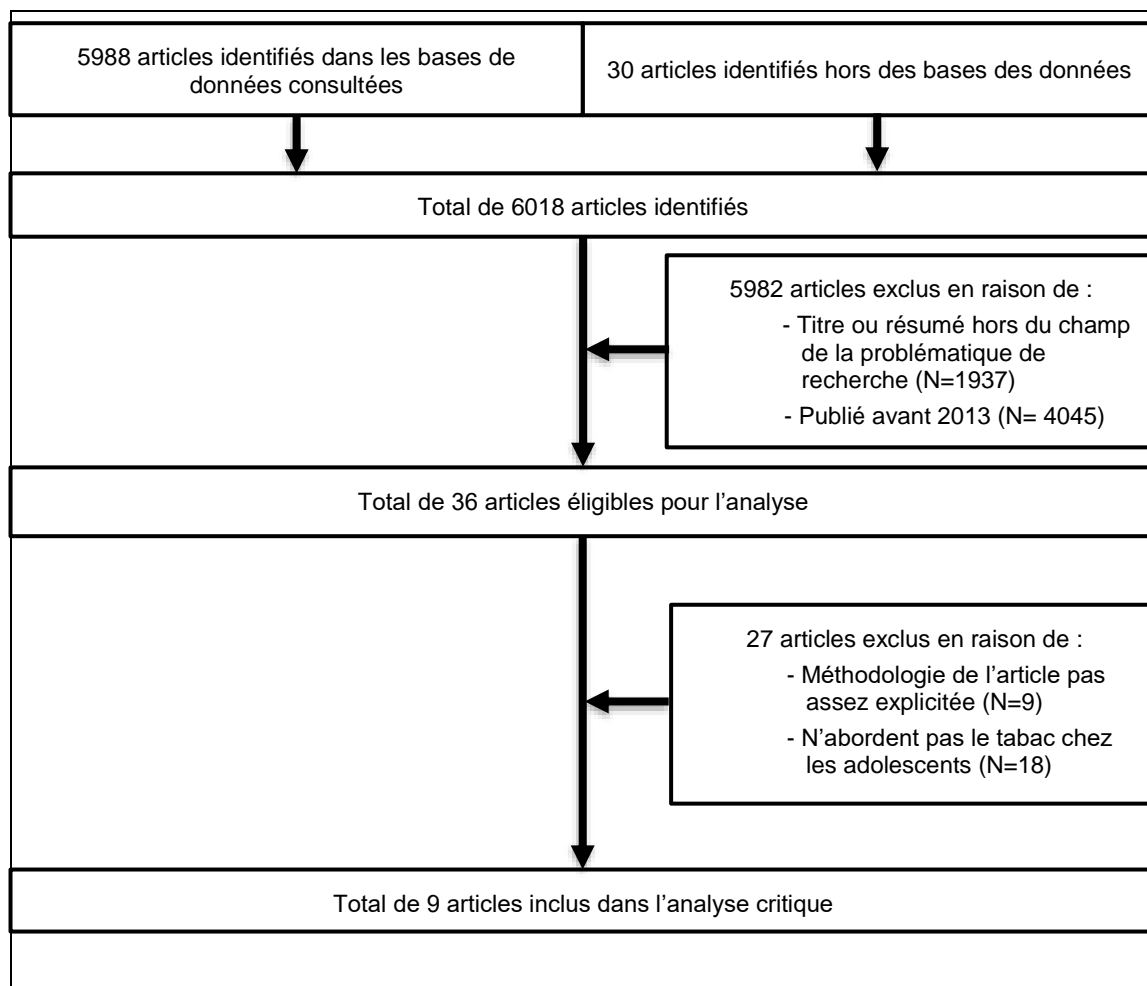 5988 articles identifiés dans les bases de
données consultées
30 articles identifiés hors des bases des données
Total de 6018 articles identifiés
5982 articles exclus en raison de :
- Titre ou résumé hors du champ
de la problématique de
recherche (N=1937)
- Publié avant 2013 (N= 4045)
Total de 36 articles éligibles pour l’analyse
27 articles exclus en raison de :
- Méthodologie de l’article pas
assez explicitée (N=9)
- N’abordent pas le tabac chez
les adolescents (N=18)
Total de 9 articles inclus dans l’analyse critique